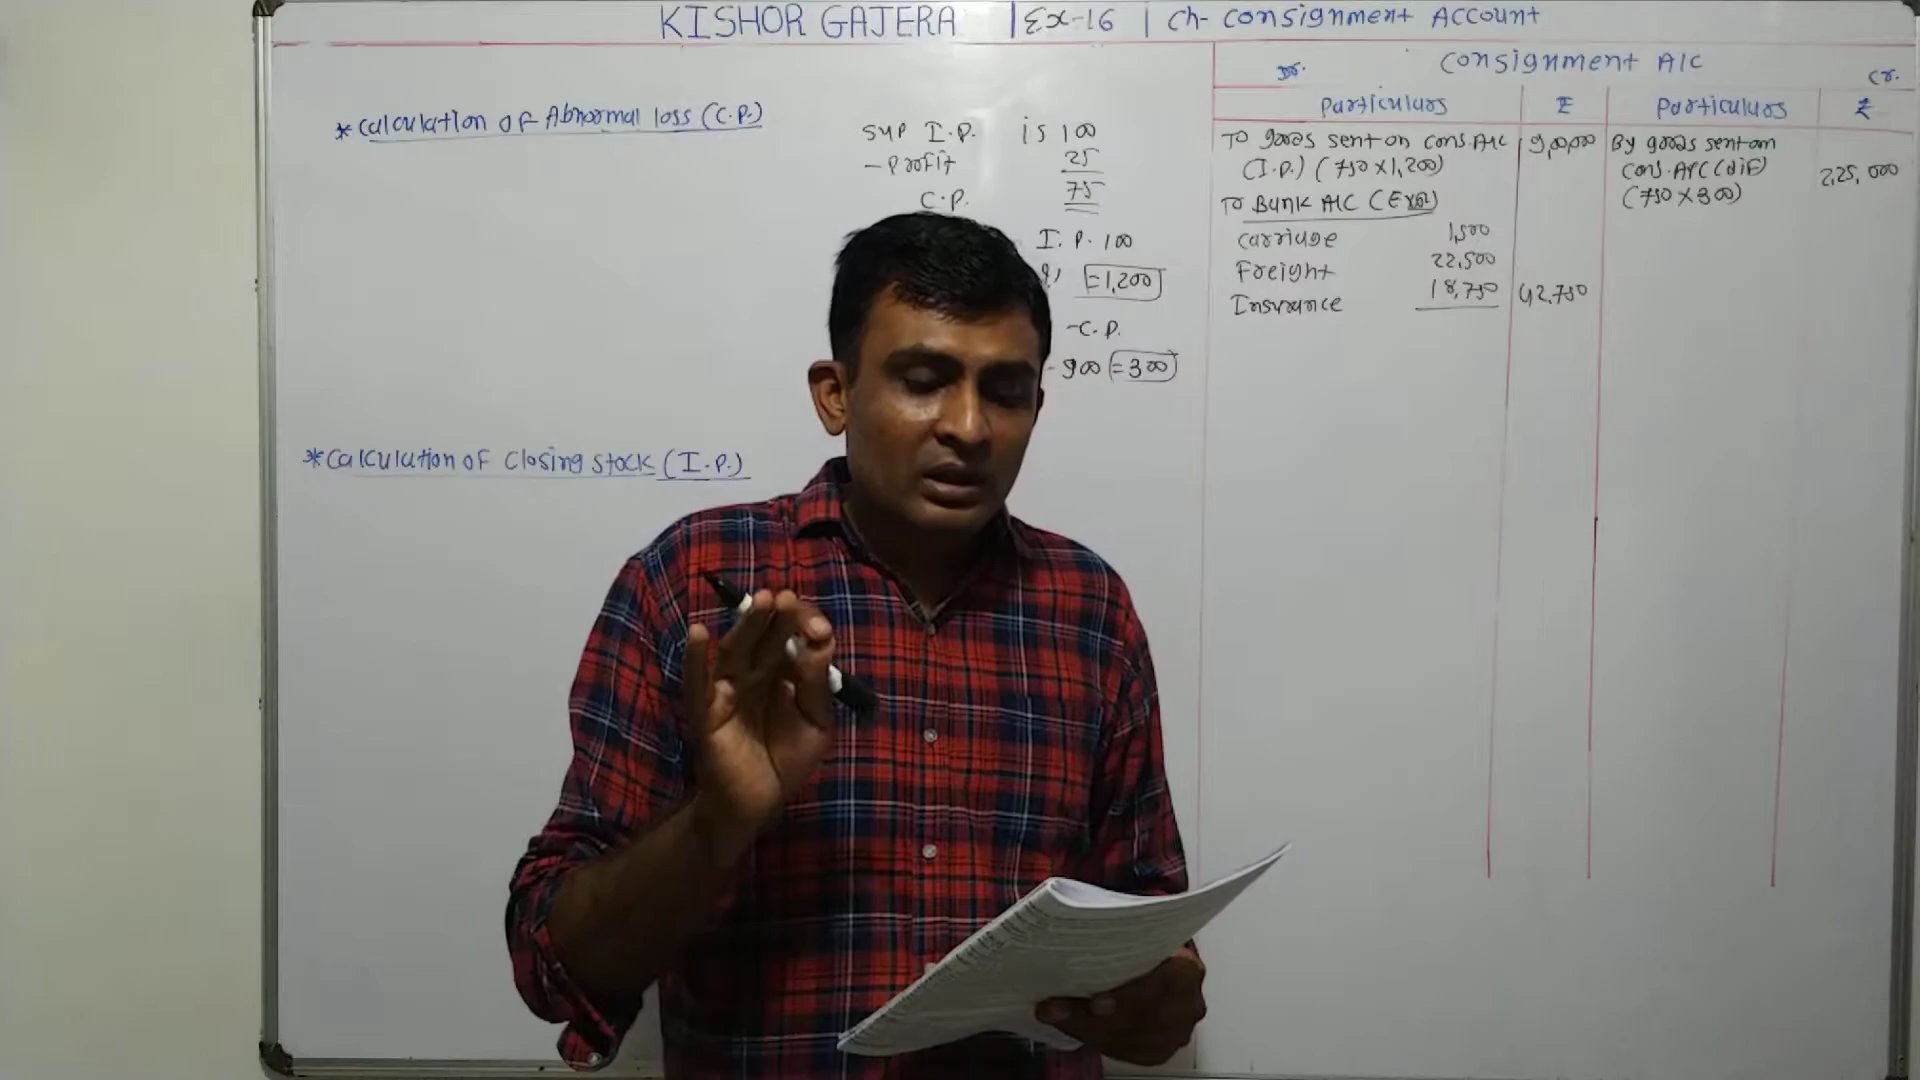 KISHOR GAJERA | Ex-16 | Ch- Consignment Account
Consignment A/C
Dr.
Cr.
Particulars ₹ Particulars ₹
To goods sent on cons. A/C 9,00,000 By goods sent on
(I.P.) (750 X 1,200) cons. A/C (dif) 2,25,000
To Bank A/C (Exp.) (750 X 300)
Carriage 1,500
Freight 22,500
Insurance 18,750 42,750
*Calculation of Abnormal loss (C.P.)
Sup I.P. is 100
- Profit 25
C.P. 75
I.P. 100
= 1,200
- C.P.
- 900 = 300
*Calculation of Closing stock (I.P.)